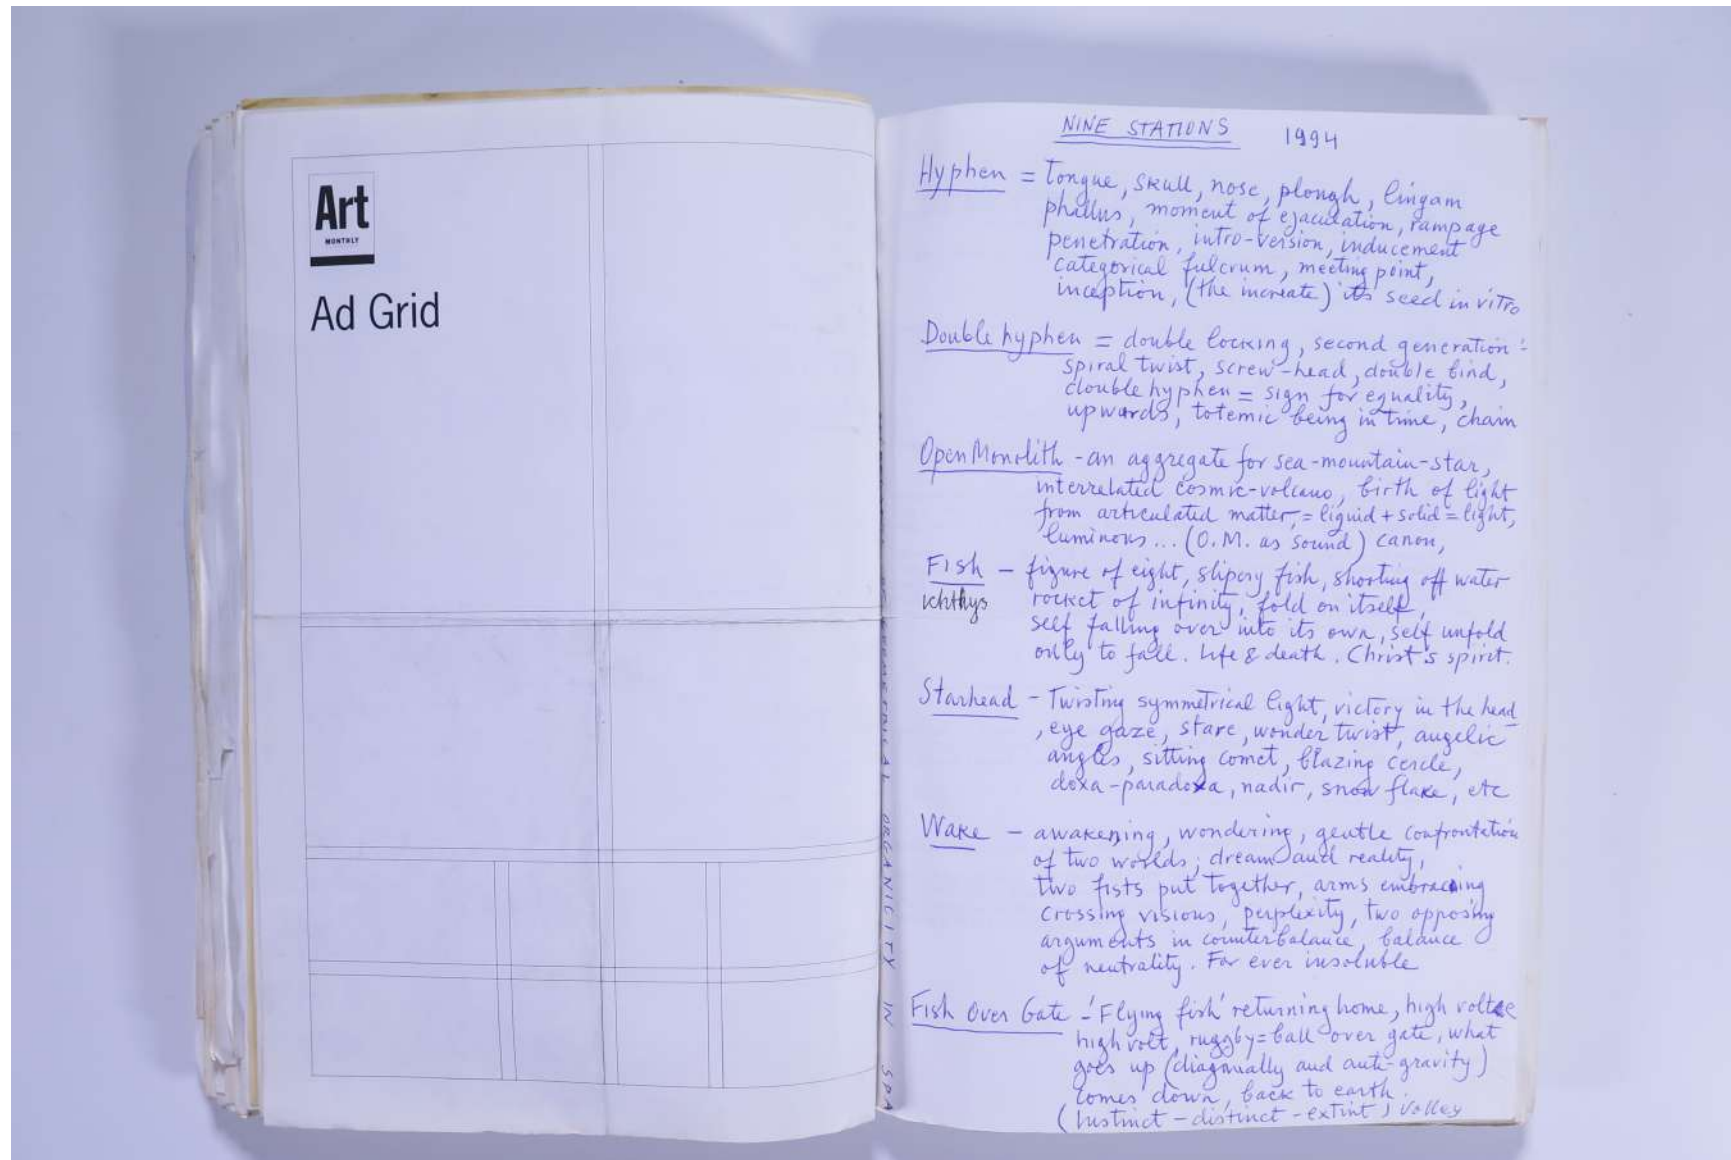 Art
MONTHLY
Ad Grid
ORGANICITY IN SPA
NINE STATIONS 1994
Hyphen = Tongue, skull, nose, plough, lingam
phallus, moment of ejaculation, rampage
penetration, intro-version, inducement
categorical fulcrum, meeting point,
inception, (the increate) its seed in vitro
Double hyphen = double locking, second generation
spiral twist, screw-head, double bind,
double hyphen = sign for equality,
upwards, totemic being in time, chain
Open Monolith - an aggregate for sea-mountain-star,
interrelated cosmic-volcano, birth of light
from articulated matter, = liquid + solid = light,
luminous... (O.M. as sound) canon,
Fish - figure of eight, slipery fish, shorting off water
ichthys rocket of infinity, fold on itself,
self falling over into its own, self unfold
only to fall. Life & death. Christ's spirit.
Starhead - Twisting symmetrical light, victory in the head
, eye gaze, stare, wonder twist, angelic
angles, sitting comet, blazing cercle,
doxa-paradoxa, nadir, snow flake, etc
Wake - awakening, wondering, gentle confrontation
of two worlds; dream and reality,
two fists put together, arms embracing
crossing visions, perplexity, two opposing
arguments in counterbalance, balance
of neutrality. For ever insoluble
Fish Over Gate - 'Flying fish' returning home, high
high volt, ruggby = ball over gate, what
goes up (diagonally and anti-gravity)
comes down, back to earth.
(Instinct - distinct - extint) volley